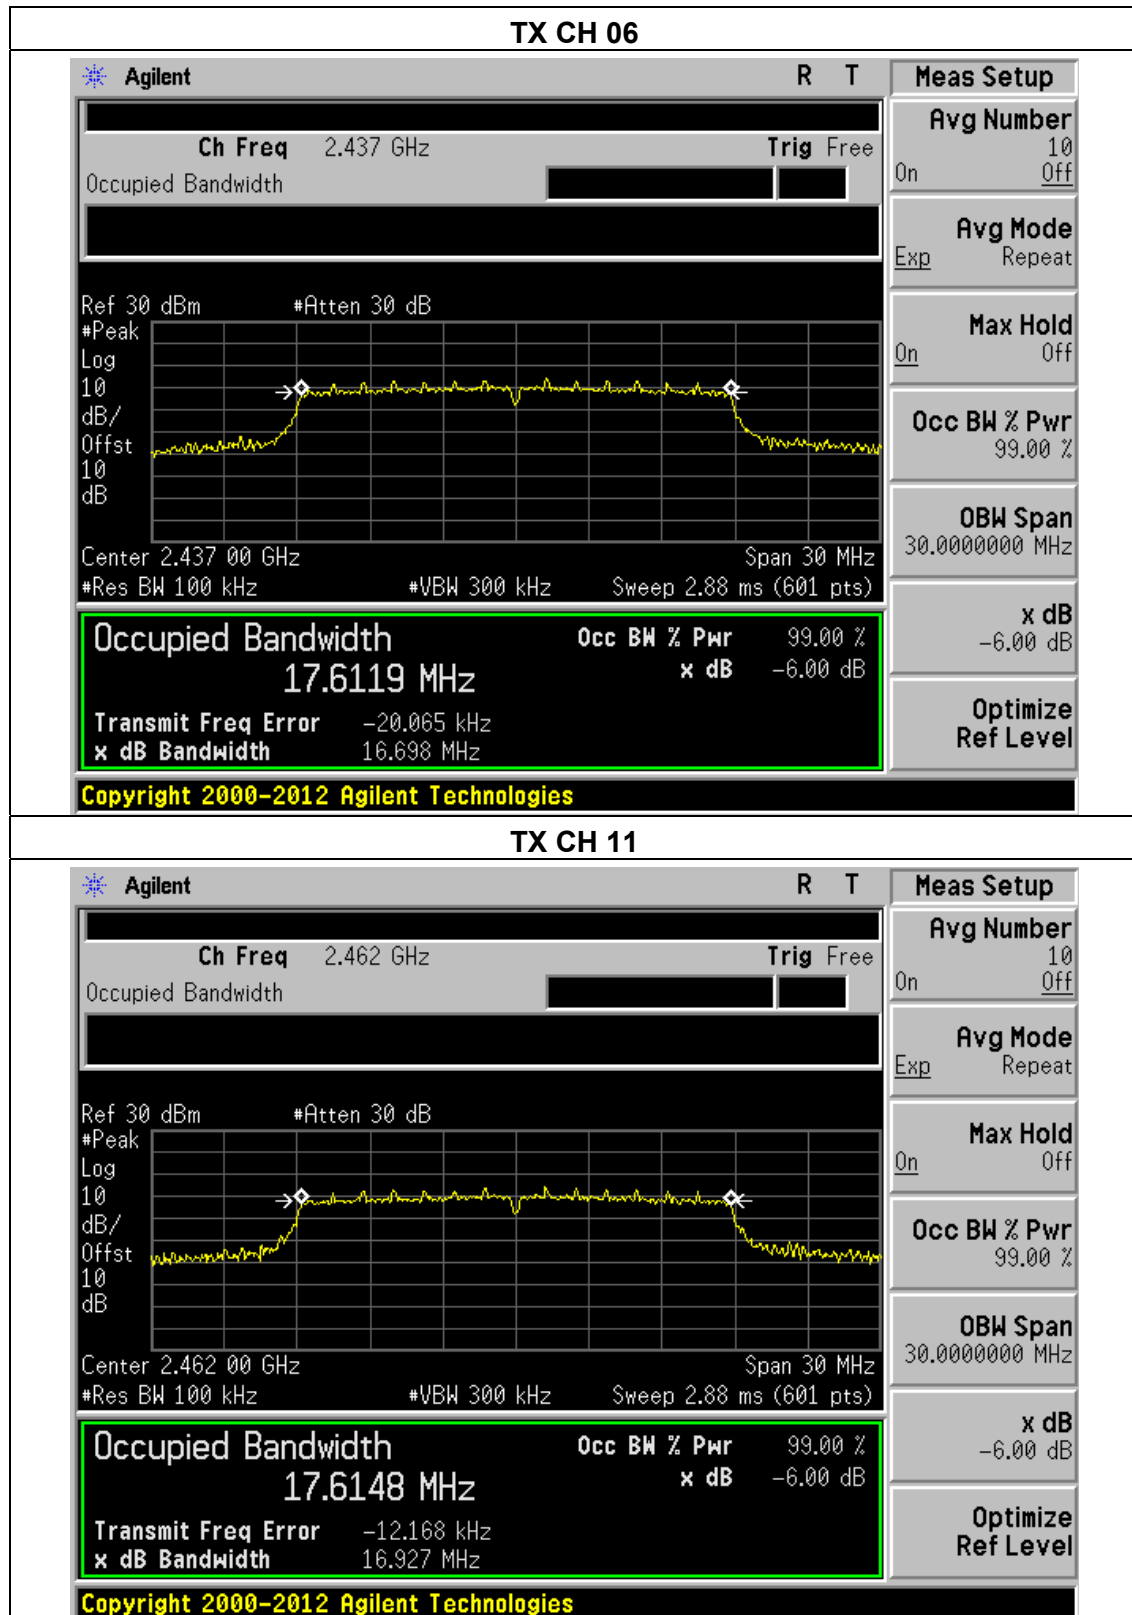 TX CH 06
Agilent R T Meas Setup
Ch Freq 2.437 GHz Trig Free
Occupied Bandwidth
Avg Number
10
On Off
Avg Mode
Exp Repeat
Max Hold
On Off
Occ BW % Pwr
99.00 %
OBW Span
30.0000000 MHz
x dB
-6.00 dB
Optimize
Ref Level
Ref 30 dBm #Atten 30 dB
#Peak
Log
10
dB/
Offst
10
dB
Center 2.437 00 GHz Span 30 MHz
#Res BW 100 kHz #VBW 300 kHz Sweep 2.88 ms (601 pts)
Occupied Bandwidth Occ BW % Pwr 99.00 %
17.6119 MHz x dB -6.00 dB
Transmit Freq Error -20.065 kHz
x dB Bandwidth 16.698 MHz
Copyright 2000-2012 Agilent Technologies
TX CH 11
Agilent R T Meas Setup
Ch Freq 2.462 GHz Trig Free
Occupied Bandwidth
Avg Number
10
On Off
Avg Mode
Exp Repeat
Max Hold
On Off
Occ BW % Pwr
99.00 %
OBW Span
30.0000000 MHz
x dB
-6.00 dB
Optimize
Ref Level
Ref 30 dBm #Atten 30 dB
#Peak
Log
10
dB/
Offst
10
dB
Center 2.462 00 GHz Span 30 MHz
#Res BW 100 kHz #VBW 300 kHz Sweep 2.88 ms (601 pts)
Occupied Bandwidth Occ BW % Pwr 99.00 %
17.6148 MHz x dB -6.00 dB
Transmit Freq Error -12.168 kHz
x dB Bandwidth 16.927 MHz
Copyright 2000-2012 Agilent Technologies